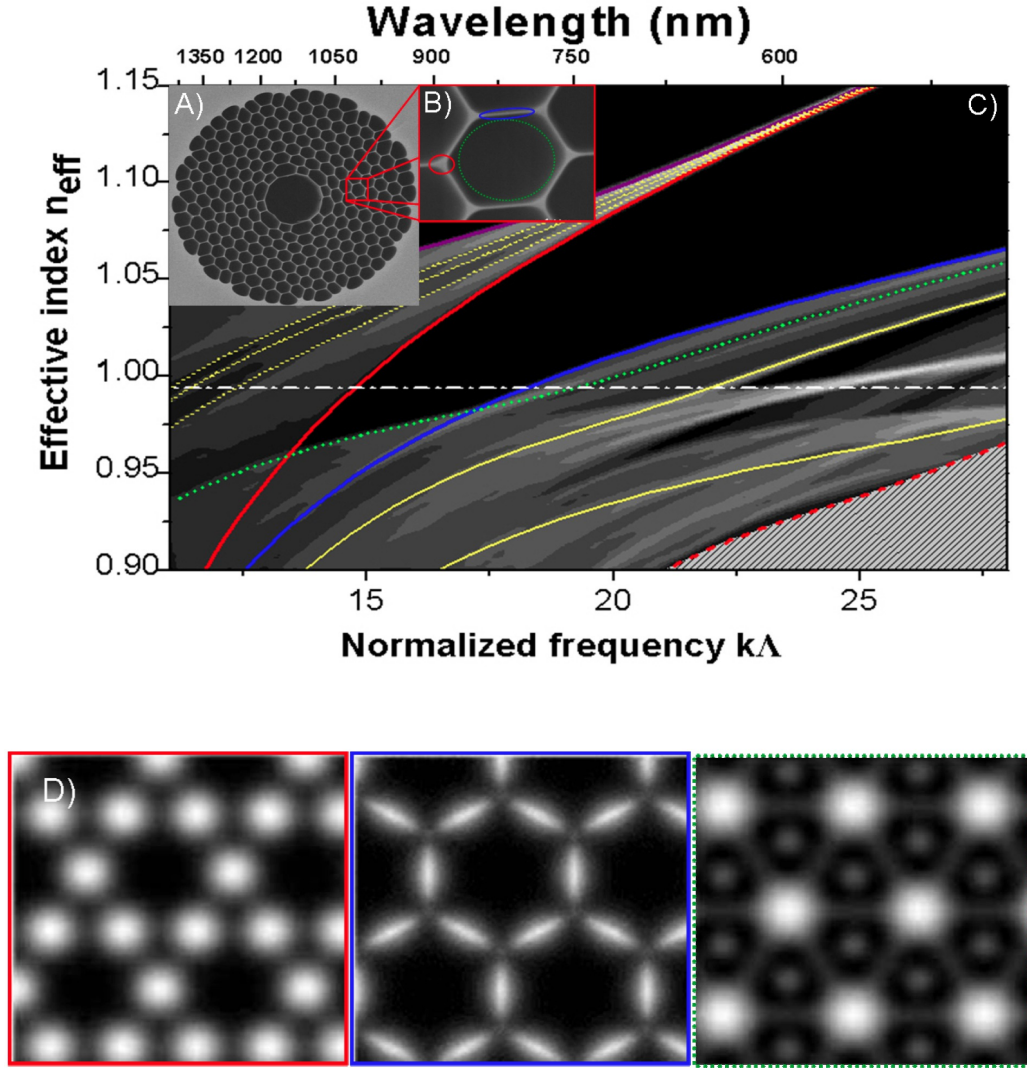 Wavelength (nm)
1350 1200 1050 900 750 600
A) B) C)
1.15
1.10
1.05
1.00
0.95
0.90
Effective index neff
15 20 25
Normalized frequency kΛ
D)